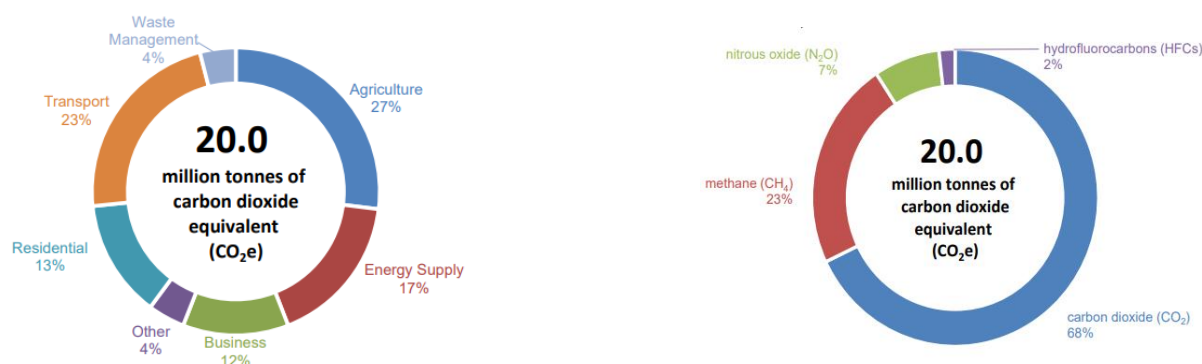 Waste
Management
4%
Agriculture
27%
Transport
23%
20.0
million tonnes of
carbon dioxide
equivalent
(CO₂e)
Residential
13%
Energy Supply
17%
Other
4%
Business
12%
hydrofluorocarbons (HFCs)
2%
nitrous oxide (N₂O)
7%
20.0
million tonnes of
carbon dioxide
equivalent
(CO₂e)
methane (CH₄)
23%
carbon dioxide (CO₂)
68%